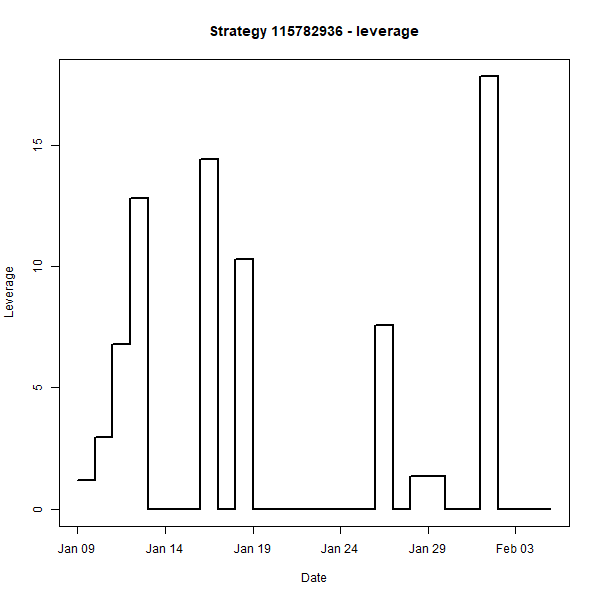 Strategy 115782936 - leverage
Leverage
15
10
5
0
Jan 09 Jan 14 Jan 19 Jan 24 Jan 29 Feb 03
Date